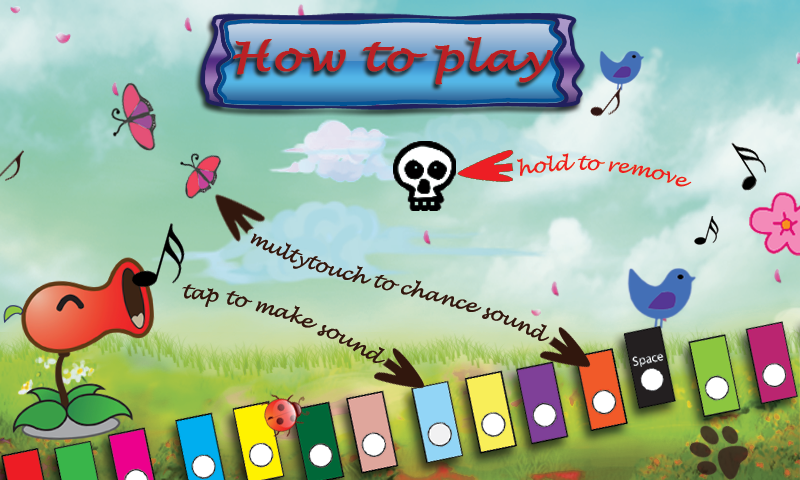 How to play
hold to remove
multytouch to chance sound
tap to make sound
Space